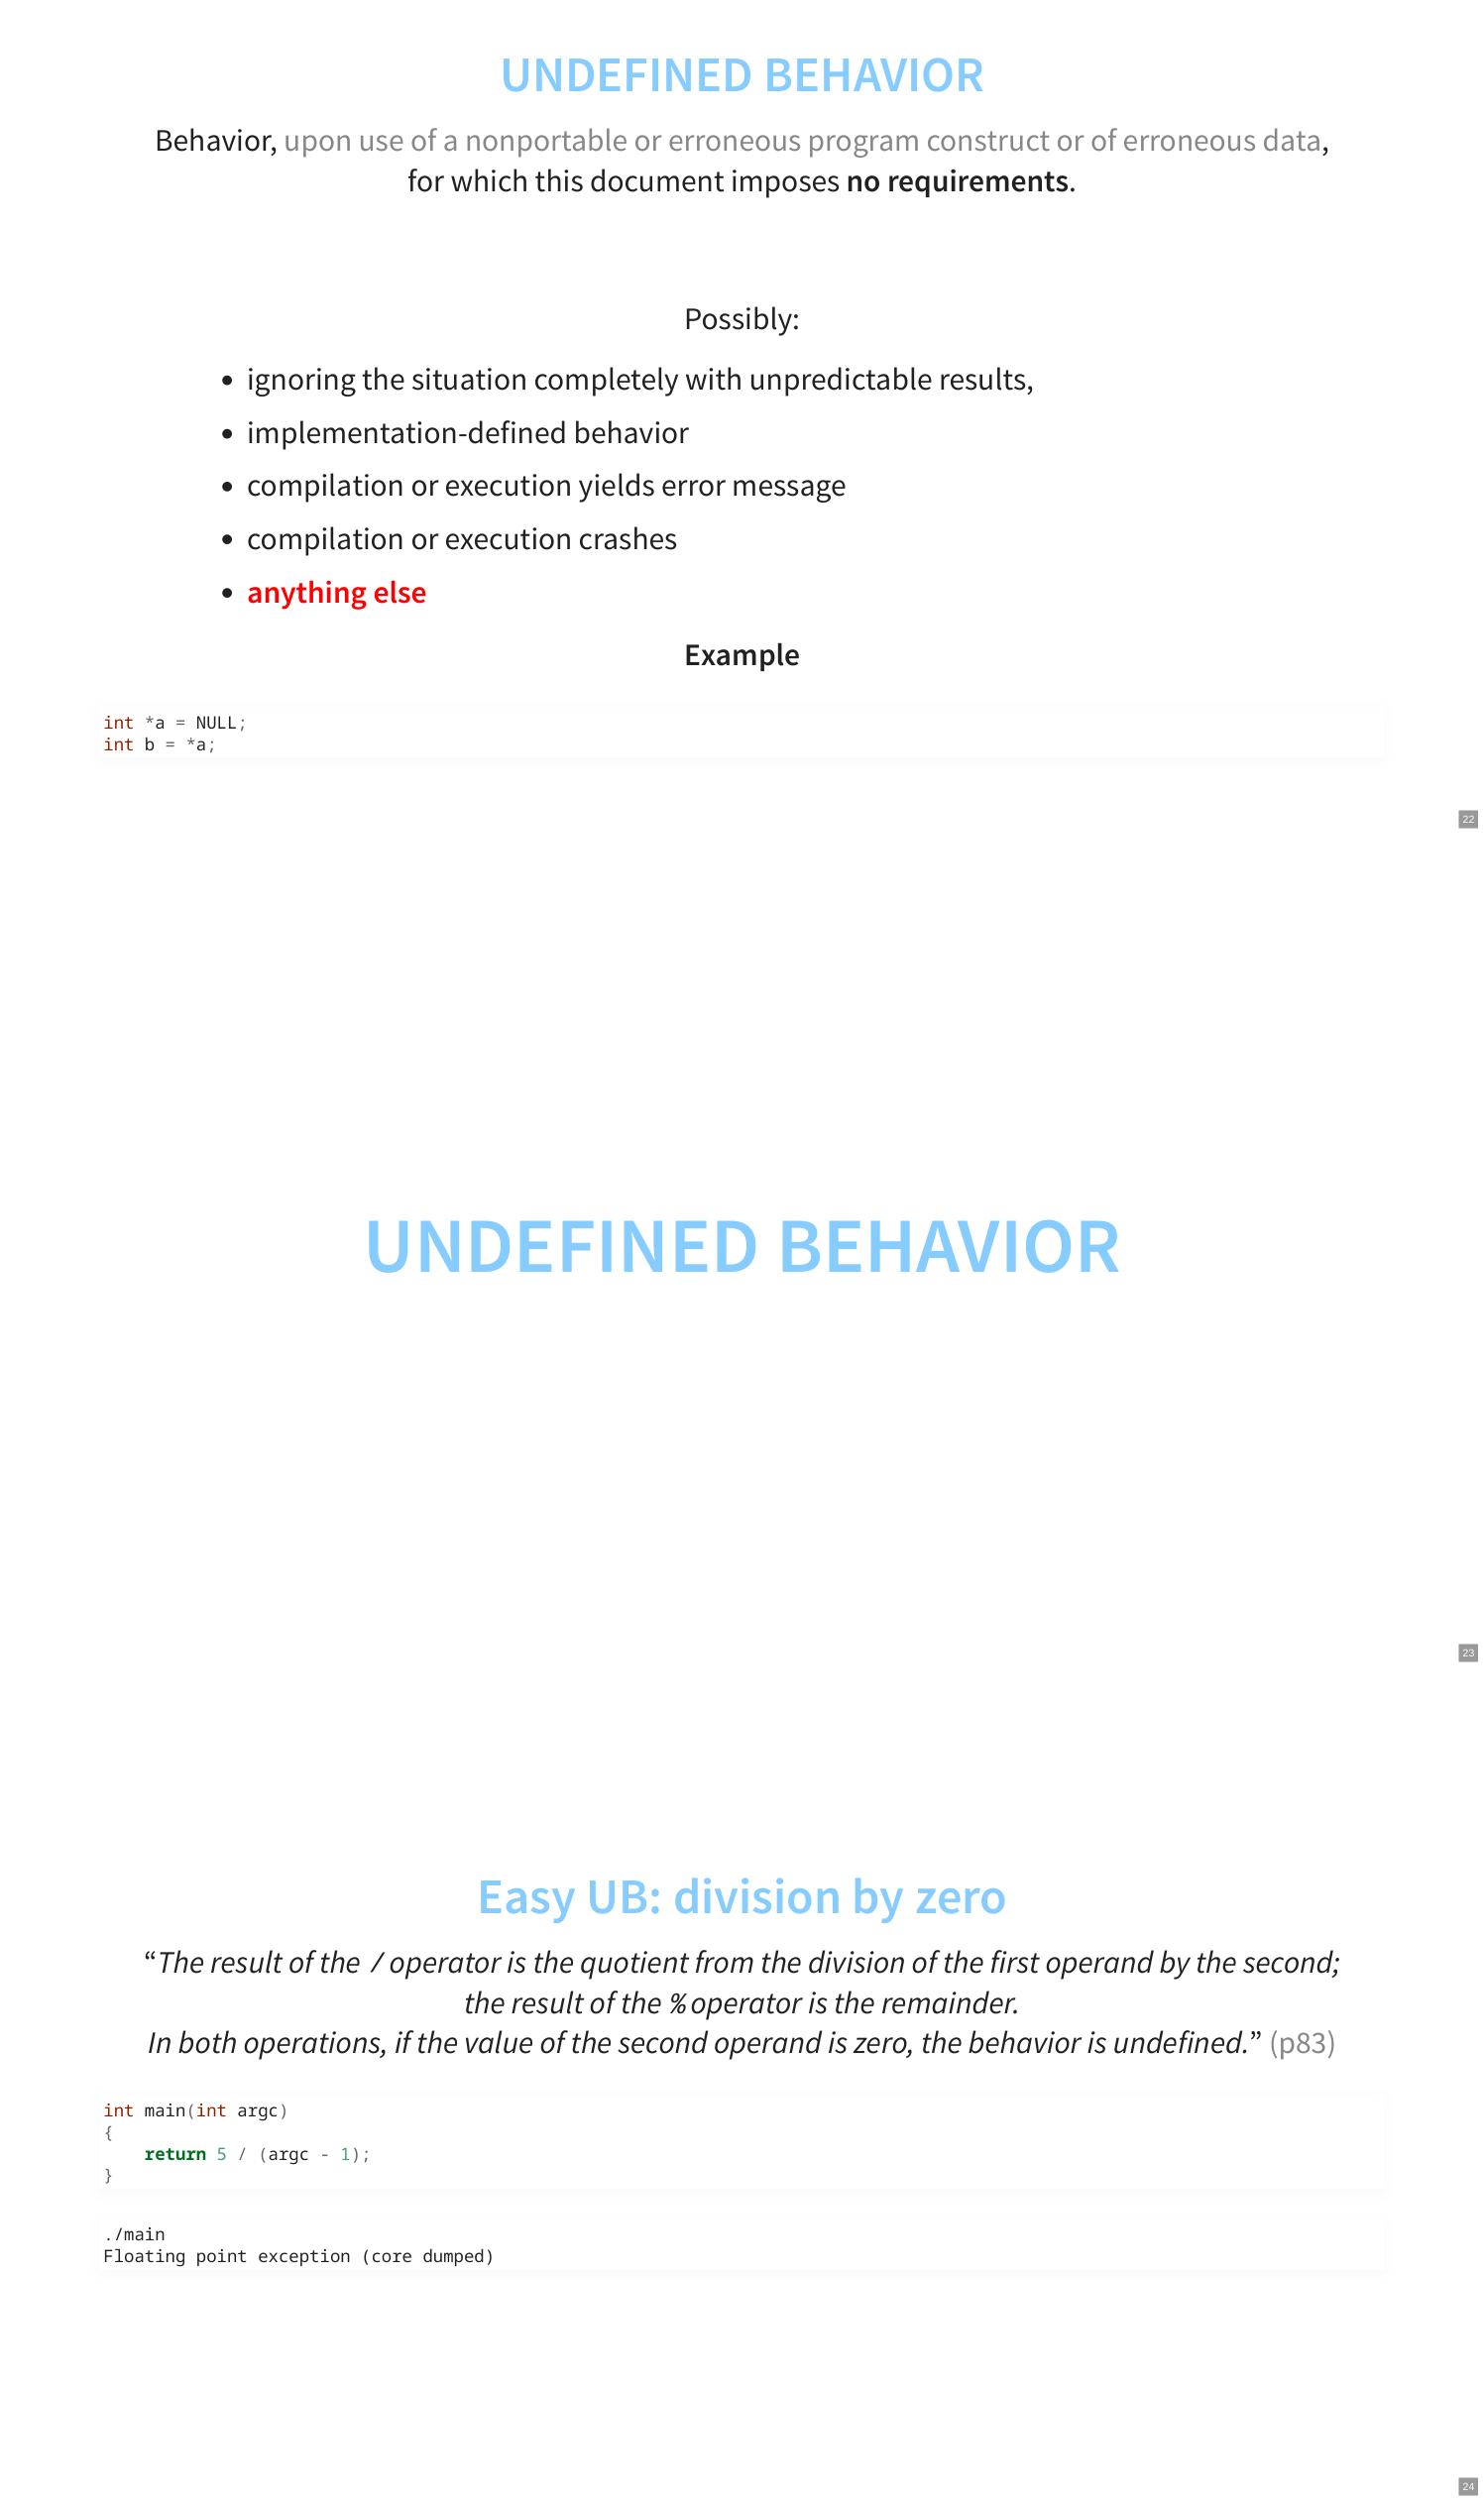 UNDEFINED BEHAVIOR
Behavior, upon use of a nonportable or erroneous program construct or of erroneous data,
for which this document imposes no requirements.
Possibly:
• ignoring the situation completely with unpredictable results,
• implementation-defined behavior
• compilation or execution yields error message
• compilation or execution crashes
• anything else
Example
int *a = NULL;
int b = *a;
22
UNDEFINED BEHAVIOR
23
Easy UB: division by zero
“The result of the / operator is the quotient from the division of the first operand by the second;
the result of the % operator is the remainder.
In both operations, if the value of the second operand is zero, the behavior is undefined.” (p83)
int main(int argc)
{
    return 5 / (argc - 1);
}
./main
Floating point exception (core dumped)
24